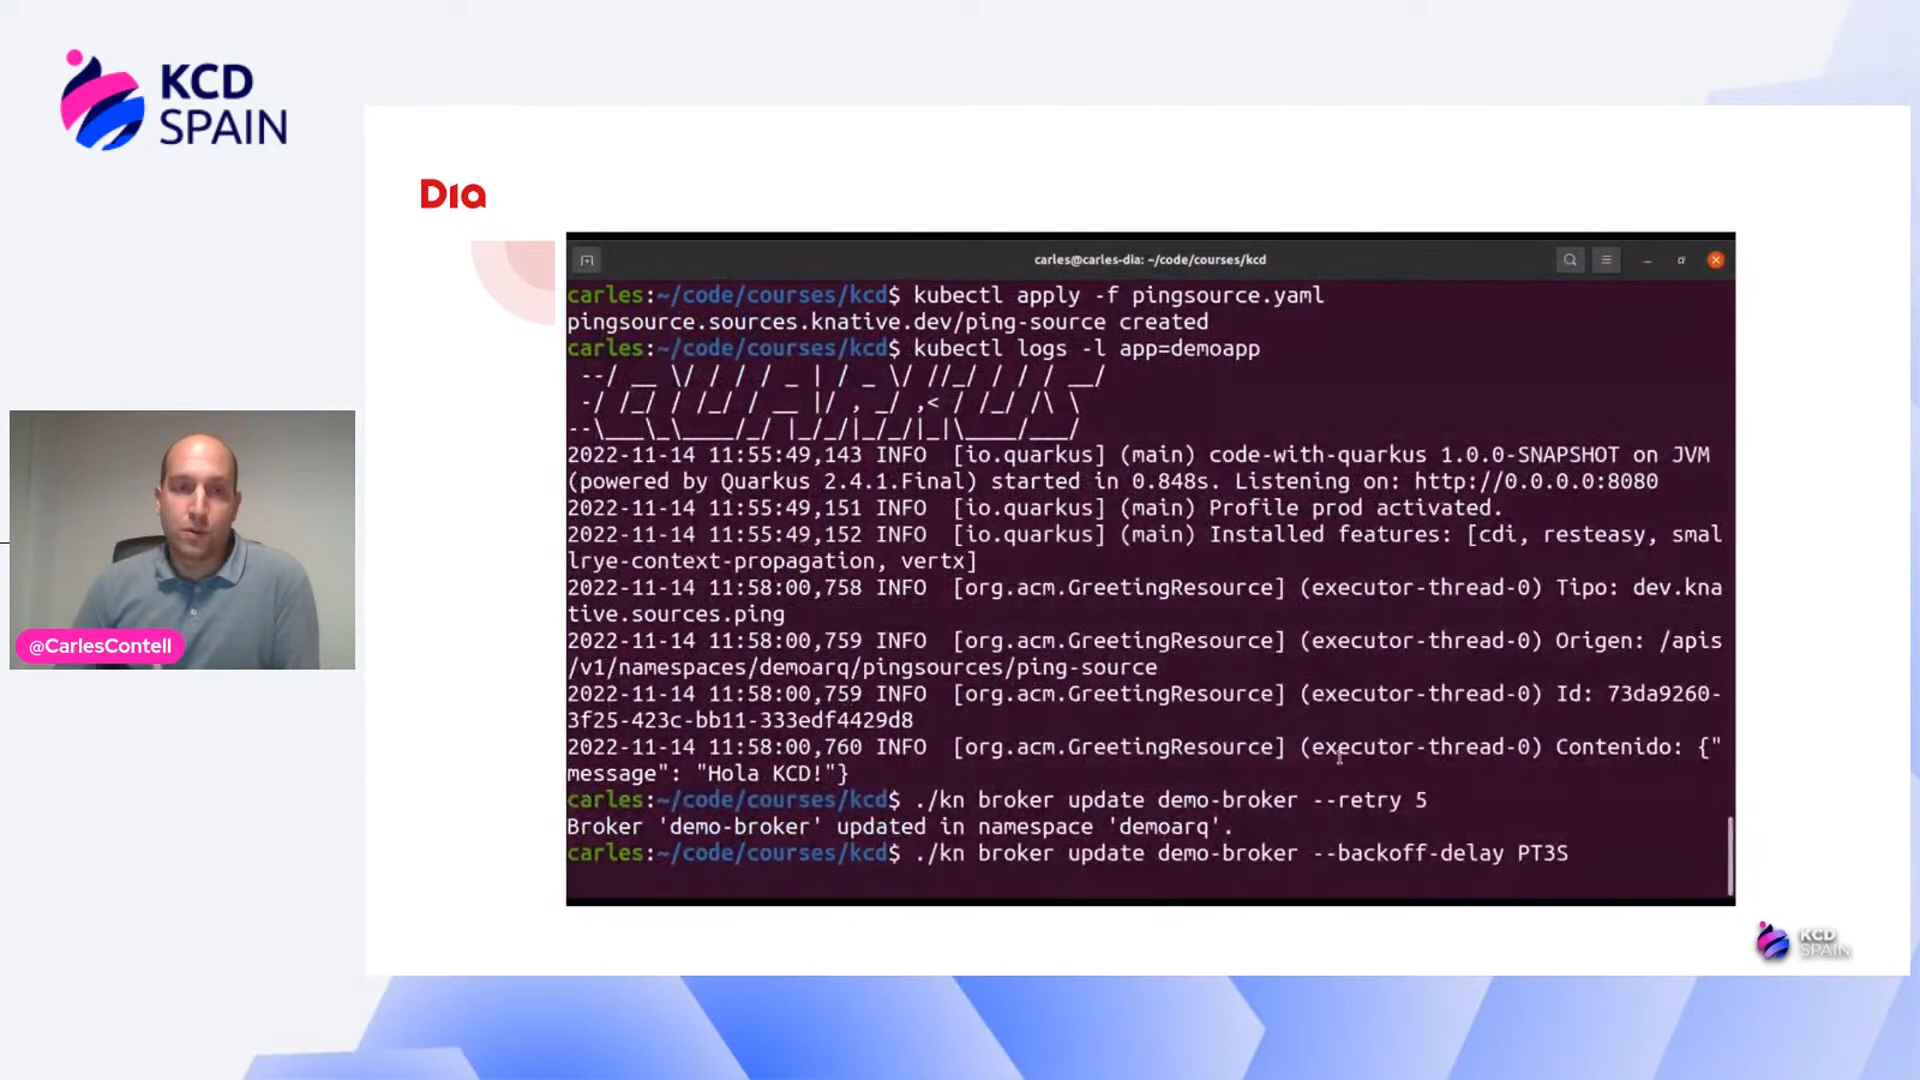 KCD
SPAIN
Dia
carles@carles-dia: ~/code/courses/kcd
carles:~/code/courses/kcd$ kubectl apply -f pingsource.yaml
pingsource.sources.knative.dev/ping-source created
carles:~/code/courses/kcd$ kubectl logs -l app=demoapp
QUARKUS
2022-11-14 11:55:49,143 INFO  [io.quarkus] (main) code-with-quarkus 1.0.0-SNAPSHOT on JVM
(powered by Quarkus 2.4.1.Final) started in 0.848s. Listening on: http://0.0.0.0:8080
2022-11-14 11:55:49,151 INFO  [io.quarkus] (main) Profile prod activated.
2022-11-14 11:55:49,152 INFO  [io.quarkus] (main) Installed features: [cdi, resteasy, smal
lrye-context-propagation, vertx]
2022-11-14 11:58:00,758 INFO  [org.acm.GreetingResource] (executor-thread-0) Tipo: dev.kna
tive.sources.ping
2022-11-14 11:58:00,759 INFO  [org.acm.GreetingResource] (executor-thread-0) Origen: /apis
/v1/namespaces/demoarq/pingsources/ping-source
2022-11-14 11:58:00,759 INFO  [org.acm.GreetingResource] (executor-thread-0) Id: 73da9260-
3f25-423c-bb11-333edf4429d8
2022-11-14 11:58:00,760 INFO  [org.acm.GreetingResource] (executor-thread-0) Contenido: {"
message": "Hola KCD!"}
carles:~/code/courses/kcd$ ./kn broker update demo-broker --retry 5
Broker 'demo-broker' updated in namespace 'demoarq'.
carles:~/code/courses/kcd$ ./kn broker update demo-broker --backoff-delay PT3S
@CarlesContell
KCD
SPAIN